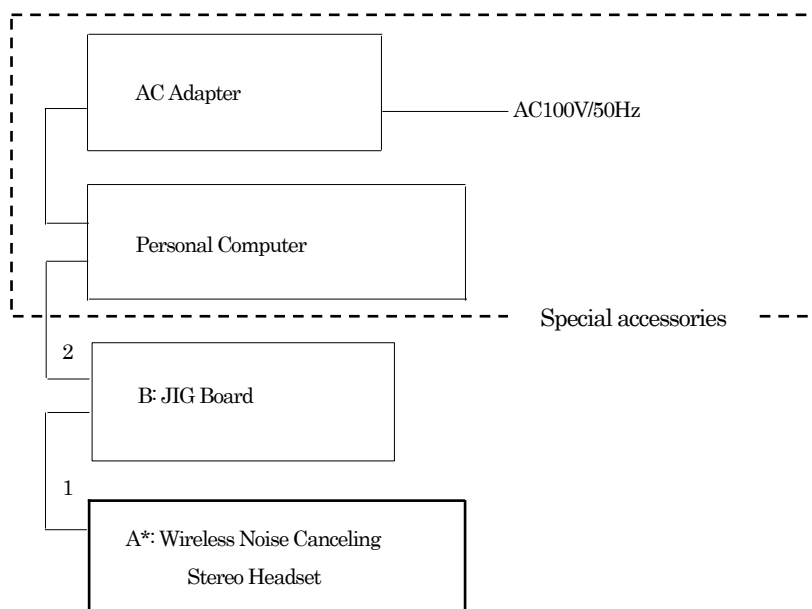 AC Adapter
AC100V/50Hz
Personal Computer
Special accessories
2
B: JIG Board
1
A*: Wireless Noise Canceling
Stereo Headset